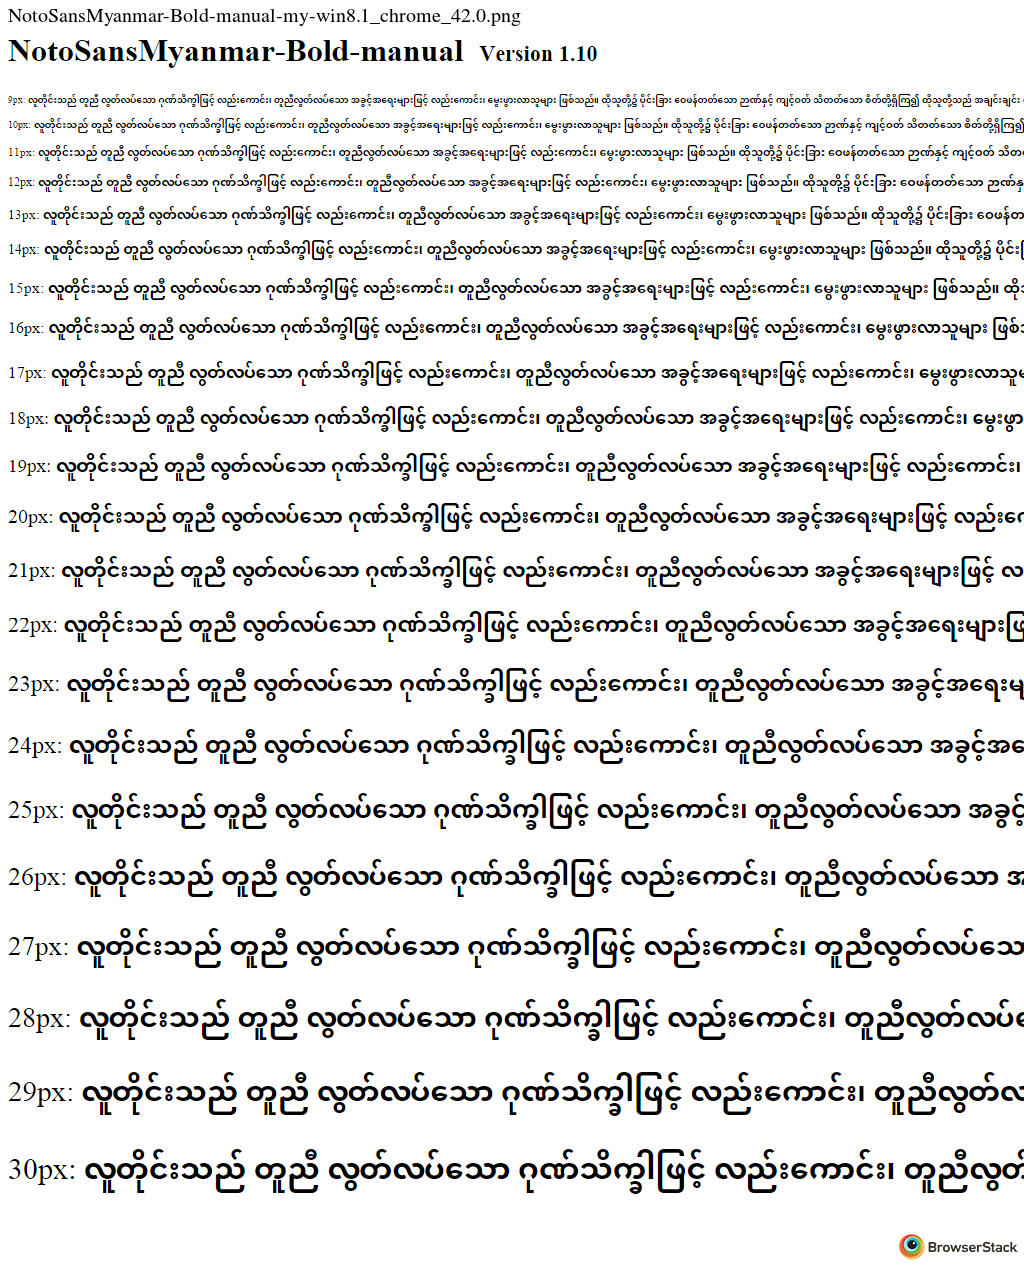 NotoSansMyanmar-Bold-manual-my-win8.1_chrome_42.0.png
NotoSansMyanmar-Bold-manual Version 1.10
9px: လူတိုင်းသည် တူညီ လွတ်လပ်သော ဂုဏ်သိက္ခါဖြင့် လည်းကောင်း၊ တူညီလွတ်လပ်သော အခွင့်အရေးများဖြင့် လည်းကောင်း၊ မွေးဖွားလာသူများ ဖြစ်သည်။ ထိုသူတို့၌ ပိုင်းခြား ဝေဖန်တတ်သော ဉာဏ်နှင့် ကျင့်ဝတ် သိတတ်သော စိတ်တို့ရှိကြ၍ ထိုသူတို့သည် အချင်းချင်း
10px: လူတိုင်းသည် တူညီ လွတ်လပ်သော ဂုဏ်သိက္ခါဖြင့် လည်းကောင်း၊ တူညီလွတ်လပ်သော အခွင့်အရေးများဖြင့် လည်းကောင်း၊ မွေးဖွားလာသူများ ဖြစ်သည်။ ထိုသူတို့၌ ပိုင်းခြား ဝေဖန်တတ်သော ဉာဏ်နှင့် ကျင့်ဝတ် သိတတ်သော စိတ်တို့ရှိကြ၍
11px: လူတိုင်းသည် တူညီ လွတ်လပ်သော ဂုဏ်သိက္ခါဖြင့် လည်းကောင်း၊ တူညီလွတ်လပ်သော အခွင့်အရေးများဖြင့် လည်းကောင်း၊ မွေးဖွားလာသူများ ဖြစ်သည်။ ထိုသူတို့၌ ပိုင်းခြား ဝေဖန်တတ်သော ဉာဏ်နှင့် ကျင့်ဝတ် သိတ
12px: လူတိုင်းသည် တူညီ လွတ်လပ်သော ဂုဏ်သိက္ခါဖြင့် လည်းကောင်း၊ တူညီလွတ်လပ်သော အခွင့်အရေးများဖြင့် လည်းကောင်း၊ မွေးဖွားလာသူများ ဖြစ်သည်။ ထိုသူတို့၌ ပိုင်းခြား ဝေဖန်တတ်သော ဉာဏ်နှ
13px: လူတိုင်းသည် တူညီ လွတ်လပ်သော ဂုဏ်သိက္ခါဖြင့် လည်းကောင်း၊ တူညီလွတ်လပ်သော အခွင့်အရေးများဖြင့် လည်းကောင်း၊ မွေးဖွားလာသူများ ဖြစ်သည်။ ထိုသူတို့၌ ပိုင်းခြား ဝေဖန်တ
14px: လူတိုင်းသည် တူညီ လွတ်လပ်သော ဂုဏ်သိက္ခါဖြင့် လည်းကောင်း၊ တူညီလွတ်လပ်သော အခွင့်အရေးများဖြင့် လည်းကောင်း၊ မွေးဖွားလာသူများ ဖြစ်သည်။ ထိုသူတို့၌ ပိုင်း
15px: လူတိုင်းသည် တူညီ လွတ်လပ်သော ဂုဏ်သိက္ခါဖြင့် လည်းကောင်း၊ တူညီလွတ်လပ်သော အခွင့်အရေးများဖြင့် လည်းကောင်း၊ မွေးဖွားလာသူများ ဖြစ်သည်။ ထို
16px: လူတိုင်းသည် တူညီ လွတ်လပ်သော ဂုဏ်သိက္ခါဖြင့် လည်းကောင်း၊ တူညီလွတ်လပ်သော အခွင့်အရေးများဖြင့် လည်းကောင်း၊ မွေးဖွားလာသူများ ဖြစ်
17px: လူတိုင်းသည် တူညီ လွတ်လပ်သော ဂုဏ်သိက္ခါဖြင့် လည်းကောင်း၊ တူညီလွတ်လပ်သော အခွင့်အရေးများဖြင့် လည်းကောင်း၊ မွေးဖွားလာသူမ
18px: လူတိုင်းသည် တူညီ လွတ်လပ်သော ဂုဏ်သိက္ခါဖြင့် လည်းကောင်း၊ တူညီလွတ်လပ်သော အခွင့်အရေးများဖြင့် လည်းကောင်း၊ မွေးဖွာ
19px: လူတိုင်းသည် တူညီ လွတ်လပ်သော ဂုဏ်သိက္ခါဖြင့် လည်းကောင်း၊ တူညီလွတ်လပ်သော အခွင့်အရေးများဖြင့် လည်းကောင်း၊
20px: လူတိုင်းသည် တူညီ လွတ်လပ်သော ဂုဏ်သိက္ခါဖြင့် လည်းကောင်း၊ တူညီလွတ်လပ်သော အခွင့်အရေးများဖြင့် လည်းက
21px: လူတိုင်းသည် တူညီ လွတ်လပ်သော ဂုဏ်သိက္ခါဖြင့် လည်းကောင်း၊ တူညီလွတ်လပ်သော အခွင့်အရေးများဖြင့် လ
22px: လူတိုင်းသည် တူညီ လွတ်လပ်သော ဂုဏ်သိက္ခါဖြင့် လည်းကောင်း၊ တူညီလွတ်လပ်သော အခွင့်အရေးများဖြ
23px: လူတိုင်းသည် တူညီ လွတ်လပ်သော ဂုဏ်သိက္ခါဖြင့် လည်းကောင်း၊ တူညီလွတ်လပ်သော အခွင့်အရေးမ
24px: လူတိုင်းသည် တူညီ လွတ်လပ်သော ဂုဏ်သိက္ခါဖြင့် လည်းကောင်း၊ တူညီလွတ်လပ်သော အခွင့်အရ
25px: လူတိုင်းသည် တူညီ လွတ်လပ်သော ဂုဏ်သိက္ခါဖြင့် လည်းကောင်း၊ တူညီလွတ်လပ်သော အခွင့်
26px: လူတိုင်းသည် တူညီ လွတ်လပ်သော ဂုဏ်သိက္ခါဖြင့် လည်းကောင်း၊ တူညီလွတ်လပ်သော အ
27px: လူတိုင်းသည် တူညီ လွတ်လပ်သော ဂုဏ်သိက္ခါဖြင့် လည်းကောင်း၊ တူညီလွတ်လပ်သော
28px: လူတိုင်းသည် တူညီ လွတ်လပ်သော ဂုဏ်သိက္ခါဖြင့် လည်းကောင်း၊ တူညီလွတ်လပ်
29px: လူတိုင်းသည် တူညီ လွတ်လပ်သော ဂုဏ်သိက္ခါဖြင့် လည်းကောင်း၊ တူညီလွတ်လ
30px: လူတိုင်းသည် တူညီ လွတ်လပ်သော ဂုဏ်သိက္ခါဖြင့် လည်းကောင်း၊ တူညီလွတ်
BrowserStack